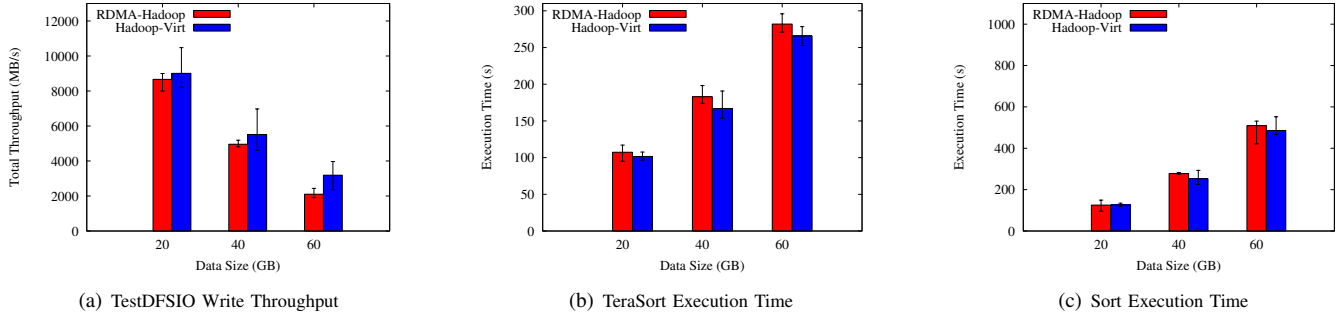 RDMA-Hadoop
Hadoop-Virt
Total Throughput (MB/s)
12000
10000
8000
6000
4000
2000
0
20 40 60
Data Size (GB)
(a) TestDFSIO Write Throughput
RDMA-Hadoop
Hadoop-Virt
Execution Time (s)
300
250
200
150
100
50
0
20 40 60
Data Size (GB)
(b) TeraSort Execution Time
RDMA-Hadoop
Hadoop-Virt
Execution Time (s)
1000
800
600
400
200
0
20 40 60
Data Size (GB)
(c) Sort Execution Time